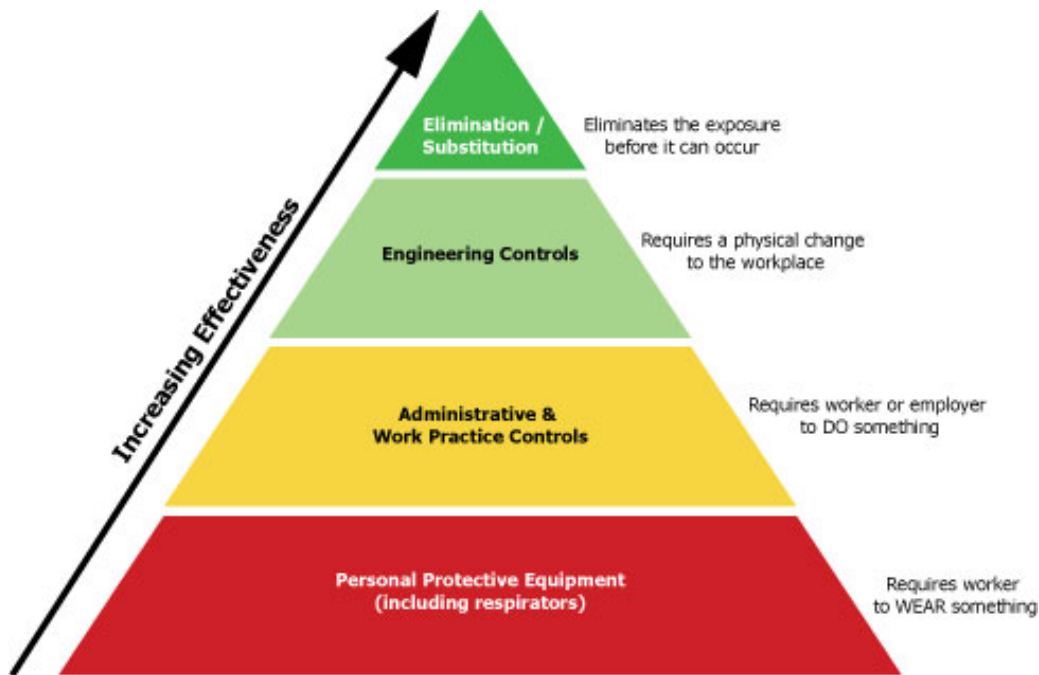 Elimination /
Substitution
Eliminates the exposure
before it can occur
Engineering Controls
Requires a physical change
to the workplace
Increasing Effectiveness
Administrative &
Work Practice Controls
Requires worker or employer
to DO something
Personal Protective Equipment
(including respirators)
Requires worker
to WEAR something